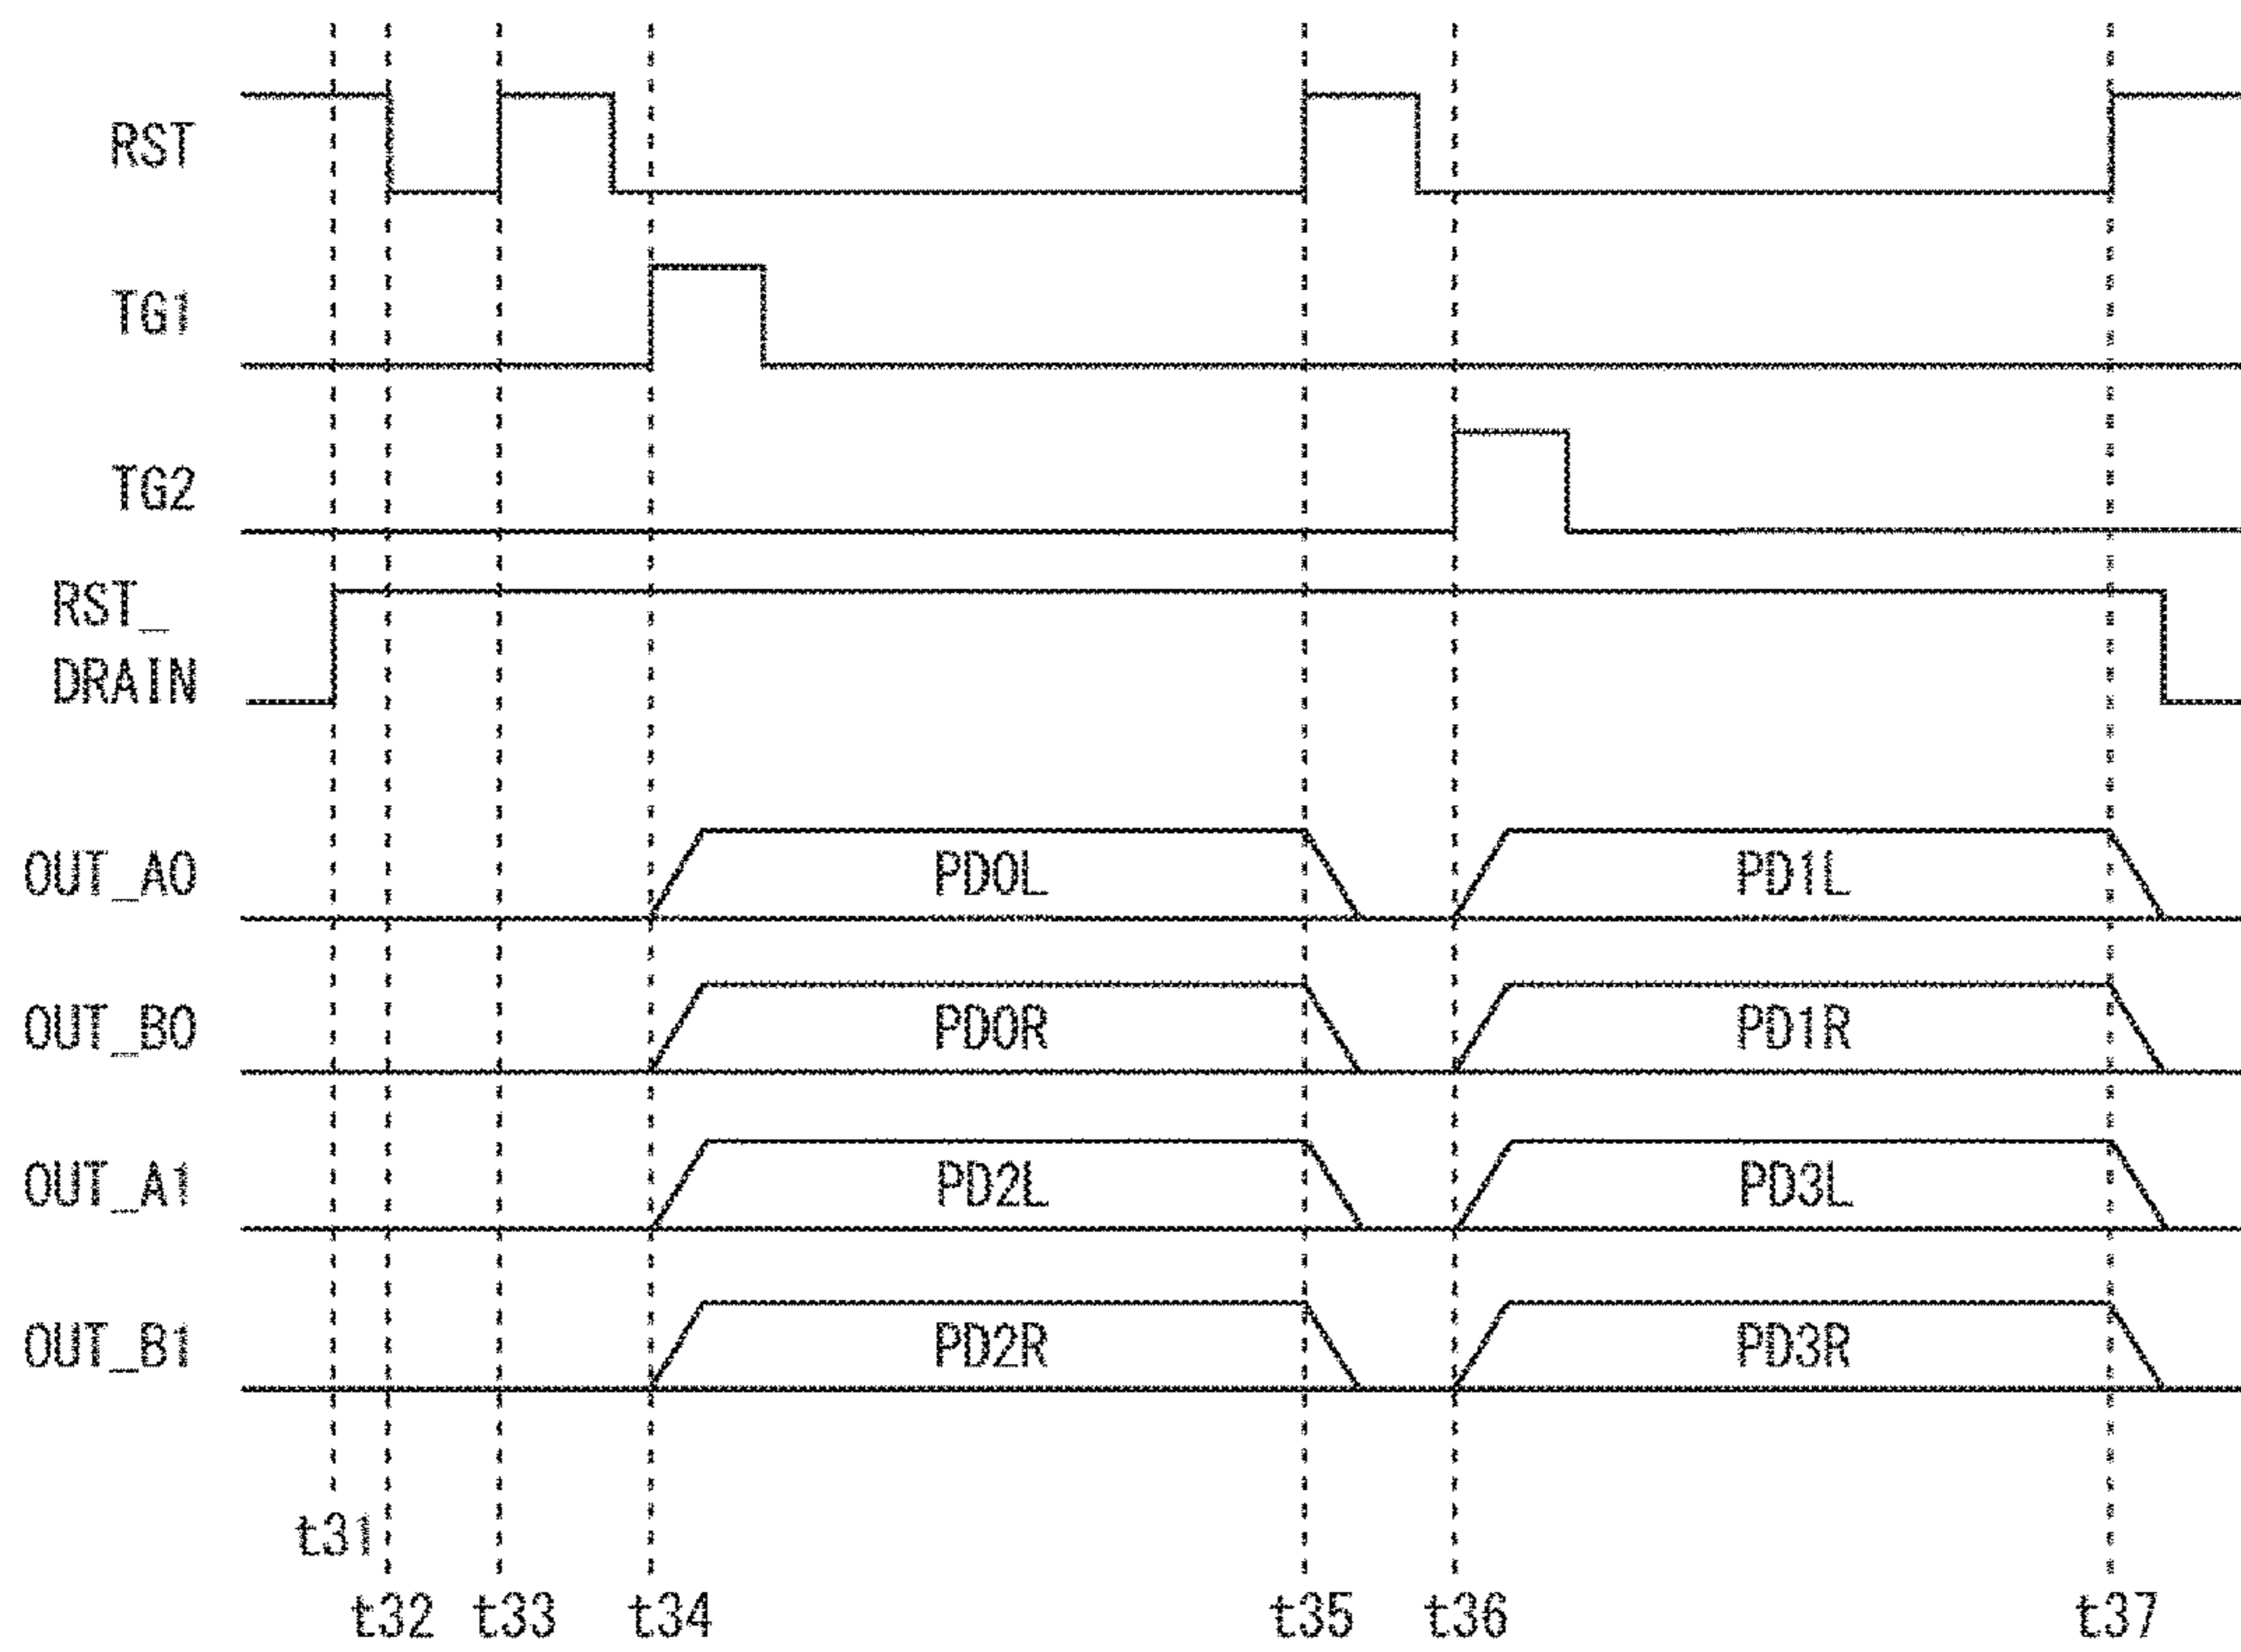 RST
TG1
TG2
RST_
DRAIN
OUT_A0 PD0L PD1L
OUT_B0 PD0R PD1R
OUT_A1 PD2L PD3L
OUT_B1 PD2R PD3R
t31
t32 t33 t34 t35 t36 t37